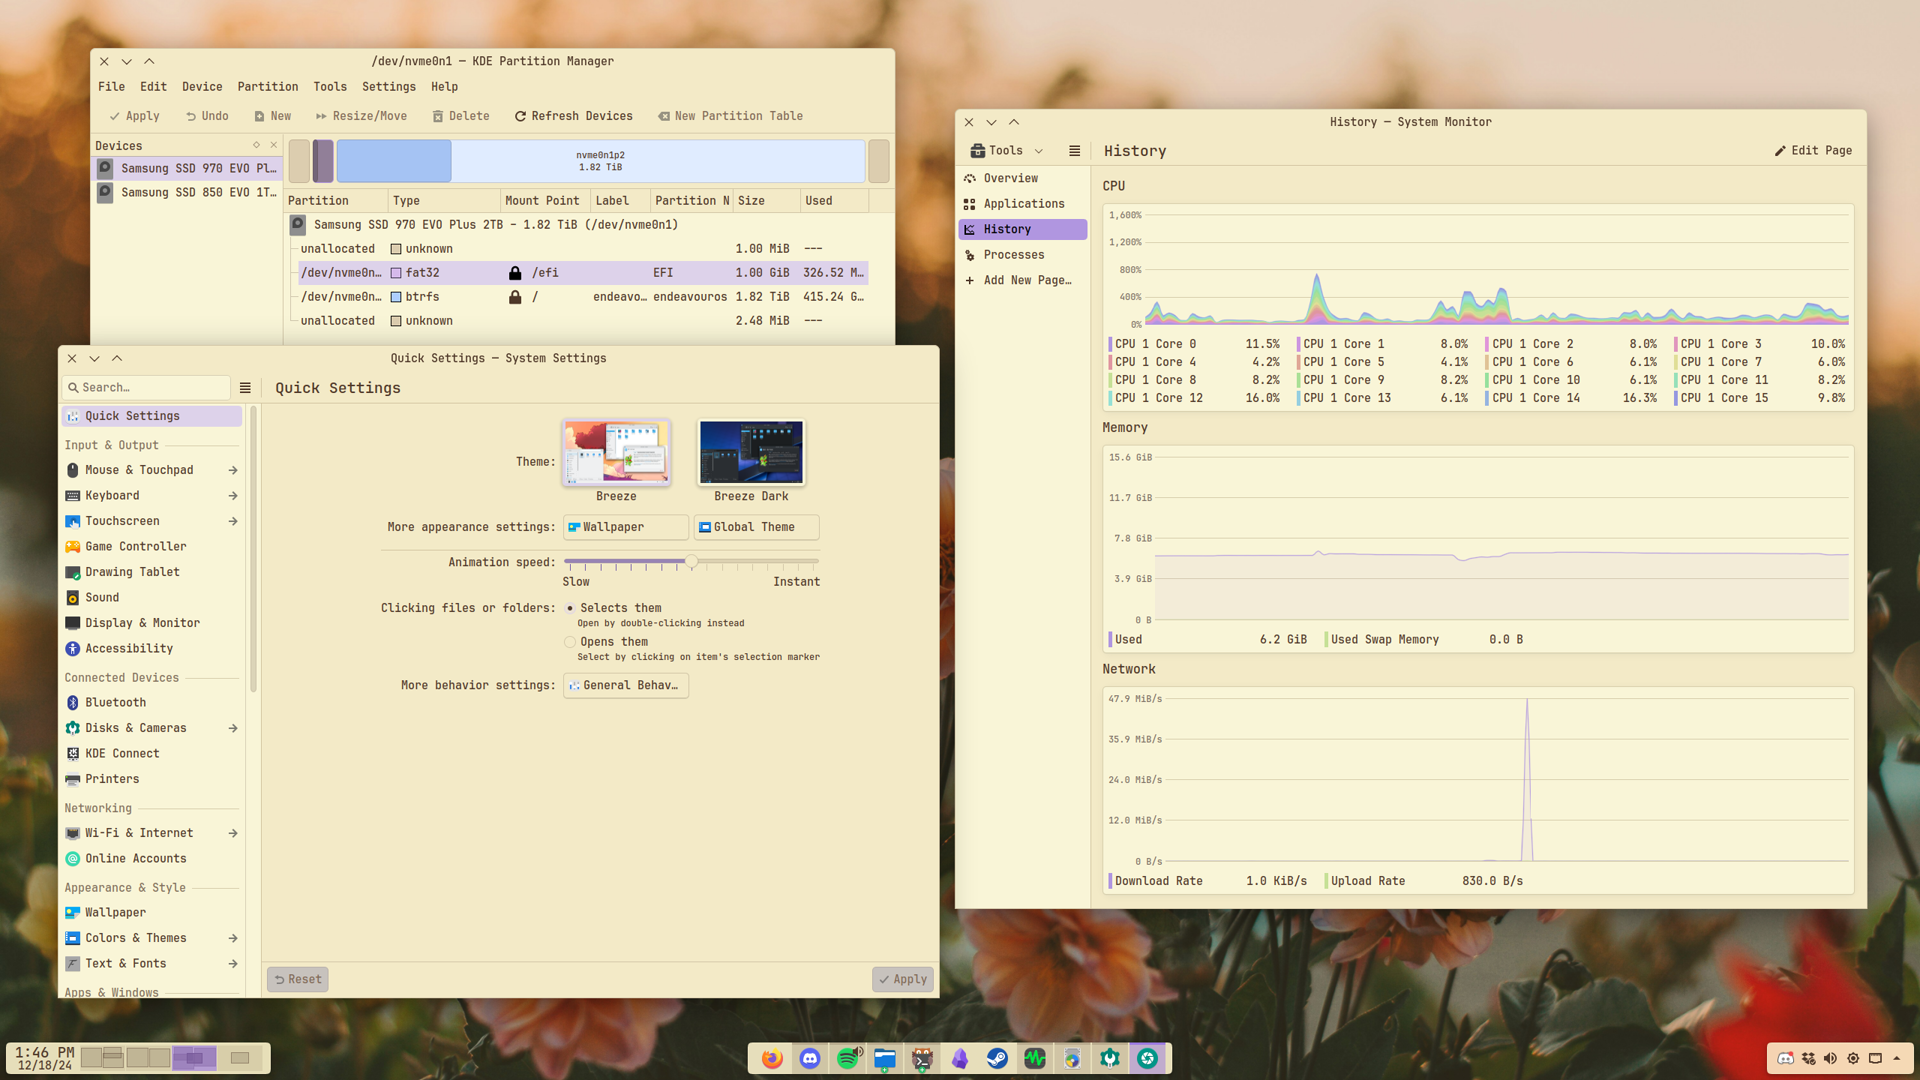 /dev/nvme0n1 — KDE Partition Manager
File Edit Device Partition Tools Settings Help
Apply Undo New Resize/Move Delete Refresh Devices New Partition Table
Devices
Samsung SSD 970 EVO Pl…
Samsung SSD 850 EVO 1T…
nvme0n1p2
1.82 TiB
Partition Type Mount Point Label Partition N Size Used
Samsung SSD 970 EVO Plus 2TB – 1.82 TiB (/dev/nvme0n1)
unallocated unknown 1.00 MiB ---
/dev/nvme0n… fat32 /efi EFI 1.00 GiB 326.52 M…
/dev/nvme0n… btrfs / endeavo… endeavouros 1.82 TiB 415.24 G…
unallocated unknown 2.48 MiB ---
Quick Settings — System Settings
Search…
Quick Settings
Quick Settings
Input & Output
Mouse & Touchpad
Keyboard
Touchscreen
Game Controller
Drawing Tablet
Sound
Display & Monitor
Accessibility
Connected Devices
Bluetooth
Disks & Cameras
KDE Connect
Printers
Networking
Wi-Fi & Internet
Online Accounts
Appearance & Style
Wallpaper
Colors & Themes
Text & Fonts
Apps & Windows
Theme:
Breeze
Breeze Dark
More appearance settings: Wallpaper Global Theme
Animation speed:
Slow Instant
Clicking files or folders: Selects them
Open by double-clicking instead
Opens them
Select by clicking on item's selection marker
More behavior settings: General Behav…
Reset
Apply
History — System Monitor
Tools
History
Edit Page
Overview
Applications
History
Processes
Add New Page…
CPU
1,600%
1,200%
800%
400%
0%
CPU 1 Core 0 11.5% CPU 1 Core 1 8.0% CPU 1 Core 2 8.0% CPU 1 Core 3 10.0%
CPU 1 Core 4 4.2% CPU 1 Core 5 4.1% CPU 1 Core 6 6.1% CPU 1 Core 7 6.0%
CPU 1 Core 8 8.2% CPU 1 Core 9 8.2% CPU 1 Core 10 6.1% CPU 1 Core 11 8.2%
CPU 1 Core 12 16.0% CPU 1 Core 13 6.1% CPU 1 Core 14 16.3% CPU 1 Core 15 9.8%
Memory
15.6 GiB
11.7 GiB
7.8 GiB
3.9 GiB
0 B
Used 6.2 GiB Used Swap Memory 0.0 B
Network
47.9 MiB/s
35.9 MiB/s
24.0 MiB/s
12.0 MiB/s
0 B/s
Download Rate 1.0 KiB/s Upload Rate 830.0 B/s
1:46 PM
12/18/24